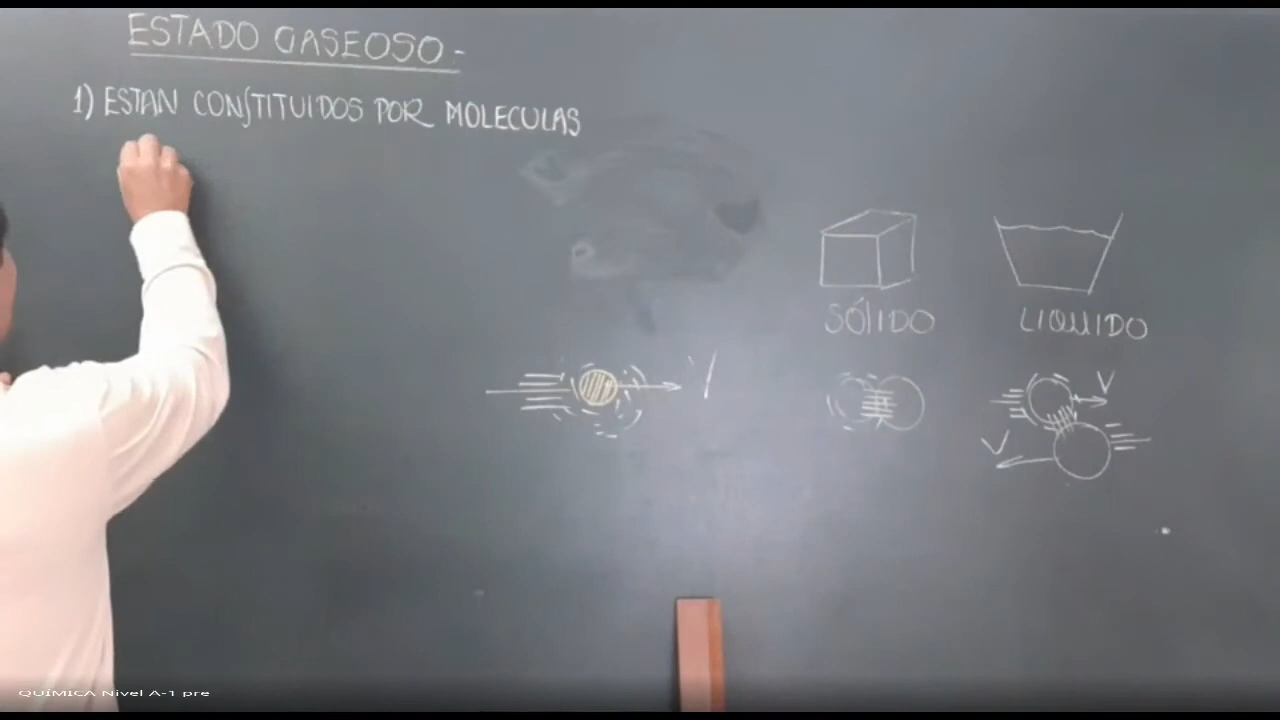 ESTADO GASEOSO.-
1) ESTAN CONSTITUIDOS POR MOLECULAS
SÓLIDO
LIQUIDO
V
V
V
QUÍMICA Nivel A-1 pre